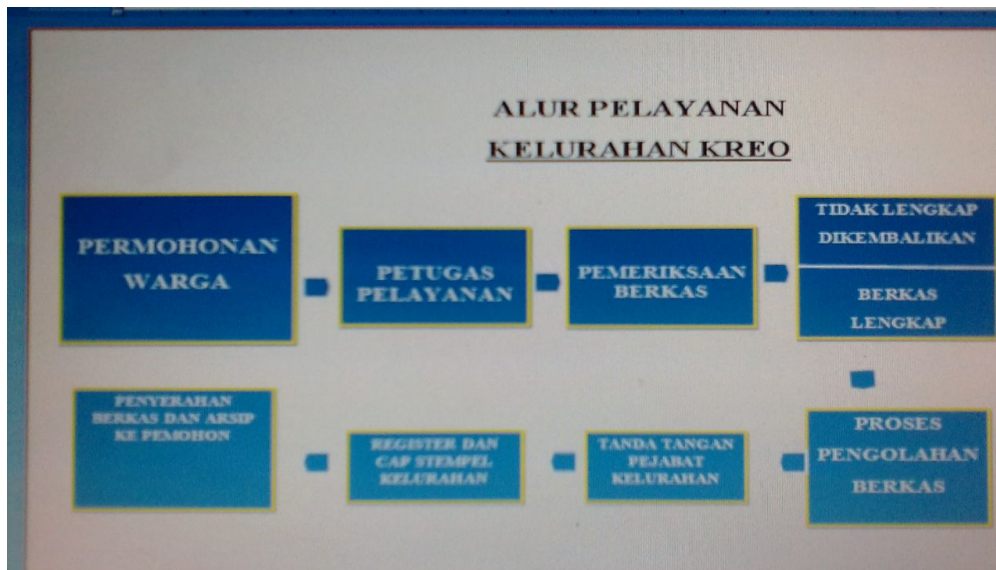 ALUR PELAYANAN
KELURAHAN KREO
PERMOHONAN
WARGA
PETUGAS
PELAYANAN
PEMERIKSAAN
BERKAS
TIDAK LENGKAP
DIKEMBALIKAN
BERKAS
LENGKAP
PROSES
PENGOLAHAN
BERKAS
TANDA TANGAN
PEJABAT
KELURAHAN
REGISTER DAN
CAP STEMPEL
KELURAHAN
PENYERAHAN
BERKAS DAN ARSIP
KE PEMOHON